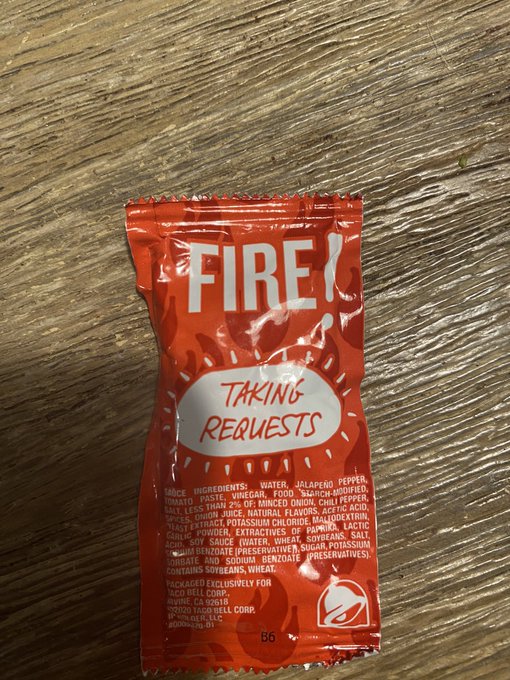 FIRE!
TAKING
REQUESTS
SAUCE INGREDIENTS: WATER, JALAPEÑO PEPPER,
TOMATO PASTE, VINEGAR, FOOD STARCH-MODIFIED,
SALT, LESS THAN 2% OF: MINCED ONION, CHILI PEPPER,
SPICES, ONION JUICE, NATURAL FLAVORS, ACETIC ACID,
YEAST EXTRACT, POTASSIUM CHLORIDE, MALTODEXTRIN,
GARLIC POWDER, EXTRACTIVES OF PAPRIKA, LACTIC
ACID, SOY SAUCE (WATER, WHEAT, SOYBEANS, SALT,
SODIUM BENZOATE (PRESERVATIVE), SUGAR, POTASSIUM
SORBATE AND SODIUM BENZOATE (PRESERVATIVES).
CONTAINS SOYBEANS, WHEAT.
PACKAGED EXCLUSIVELY FOR
TACO BELL CORP.,
IRVINE, CA 92618
©2020 TACO BELL CORP.
IP HOLDER, LLC
B6